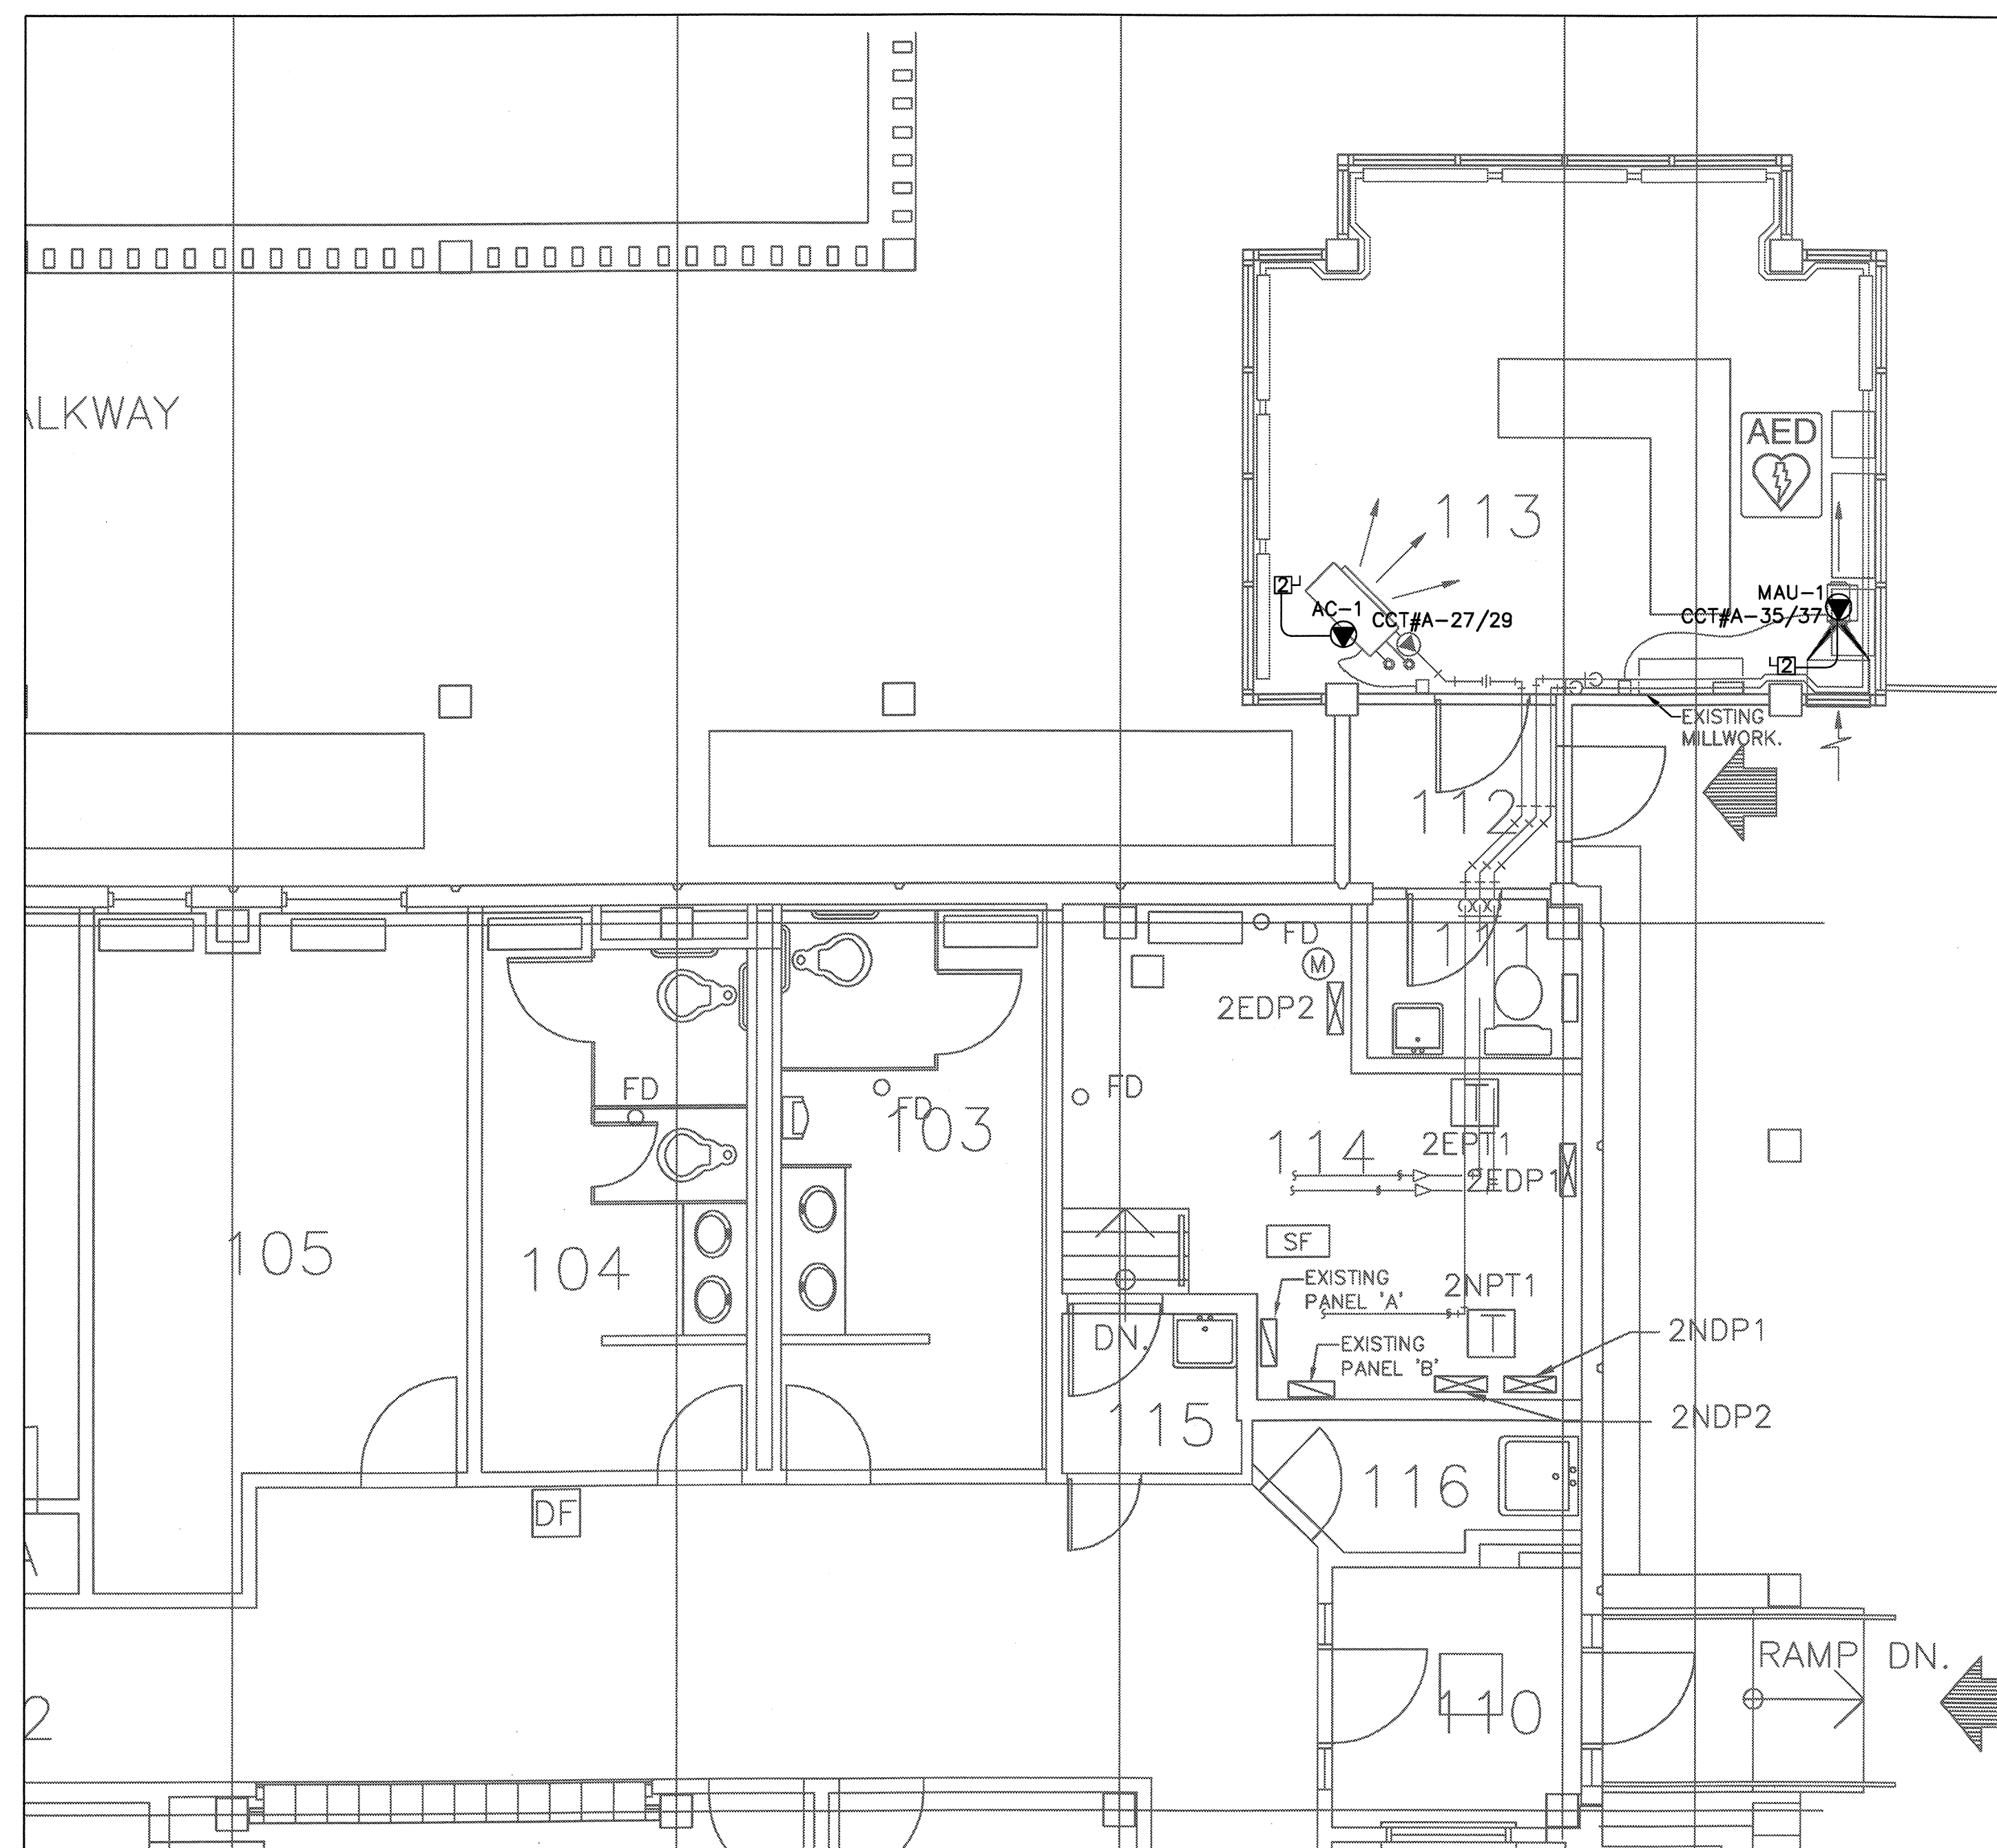 ALKWAY
AED
113
2
AC-1
CCT#A-27/29
MAU-1
CCT#A-35/37
2
EXISTING
MILLWORK.
112
FD
111
M
2EDP2
FD
FD
FD
103
2EPT1
114
2EDP1
105
104
SF
EXISTING
PANEL 'A'
2NPT1
DN.
EXISTING
PANEL 'B'
2NDP1
115
2NDP2
116
DF
A
RAMP DN.
2
110